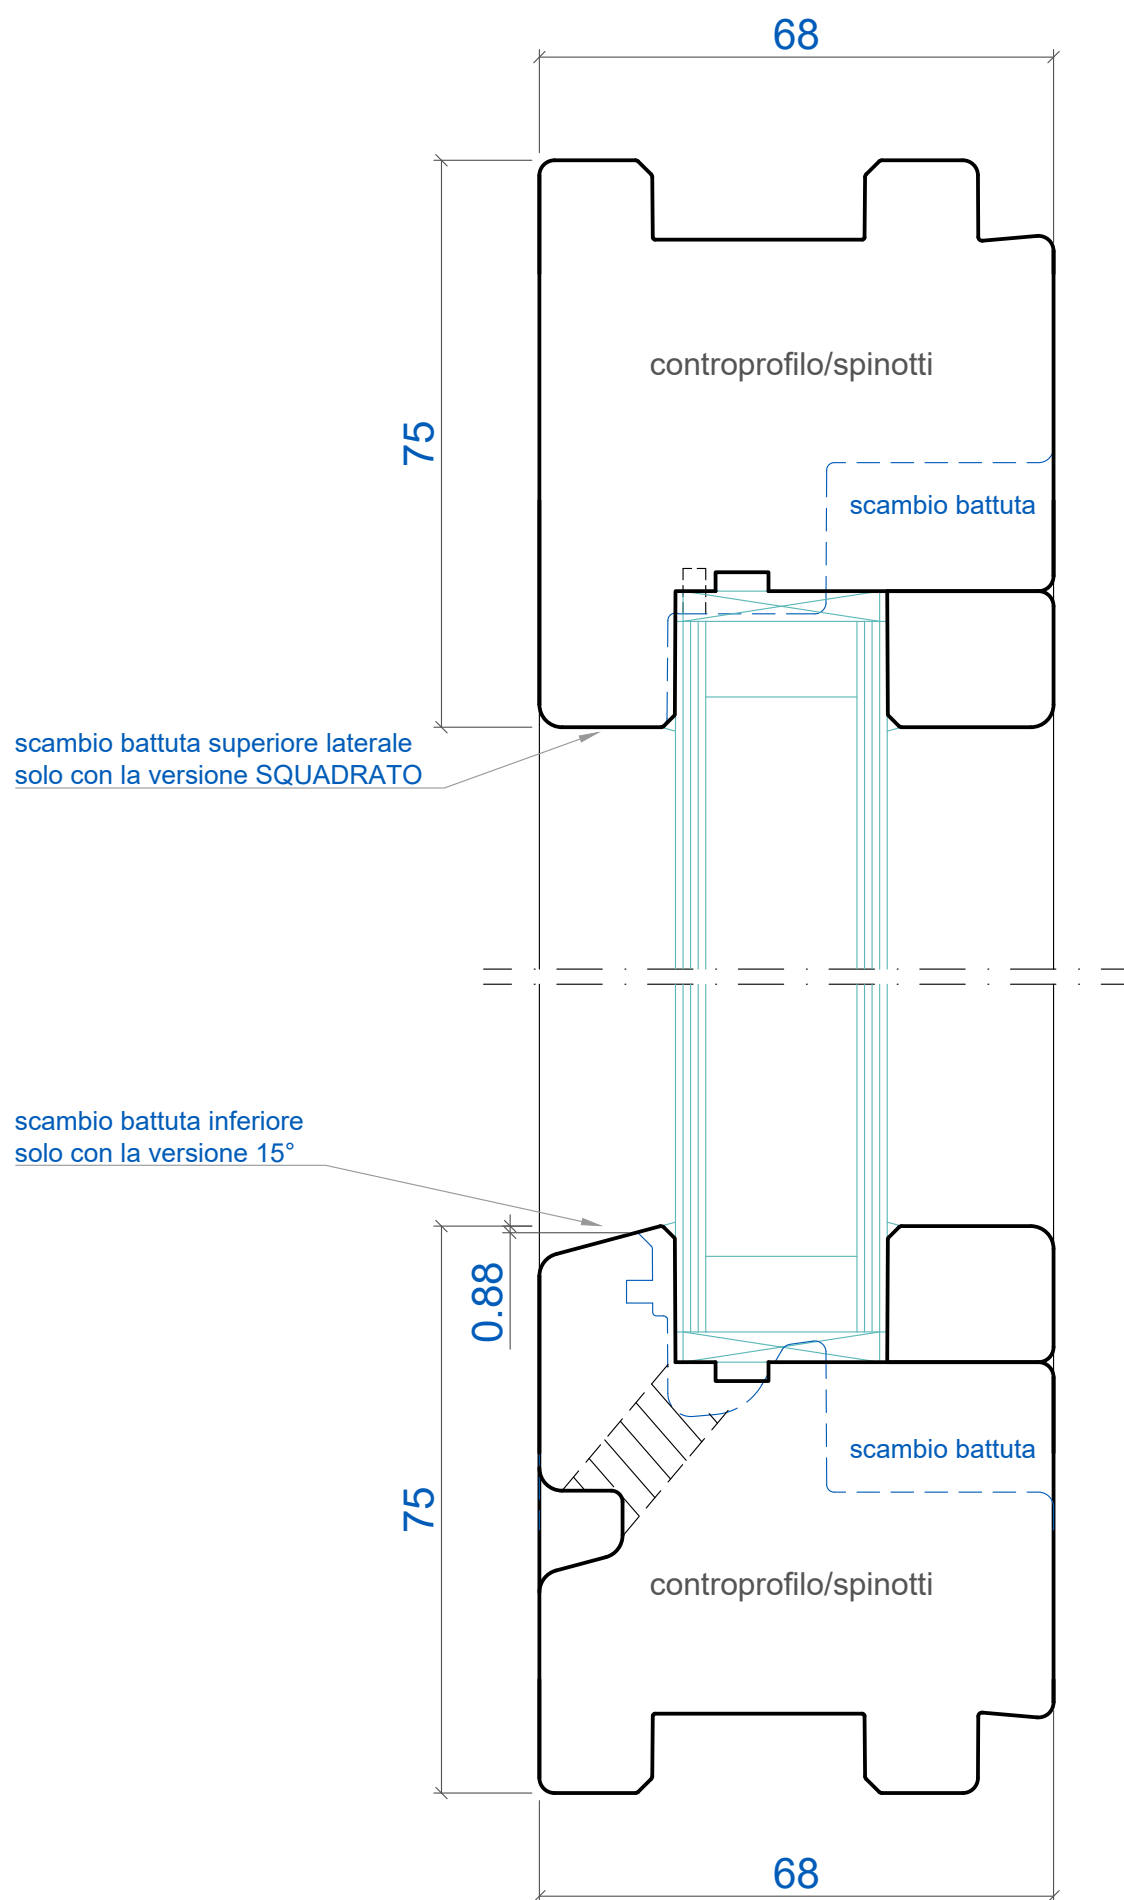 68
75
controprofilo/spinotti
scambio battuta
scambio battuta superiore laterale
solo con la versione SQUADRATO
scambio battuta inferiore
solo con la versione 15°
0.88
75
scambio battuta
controprofilo/spinotti
68